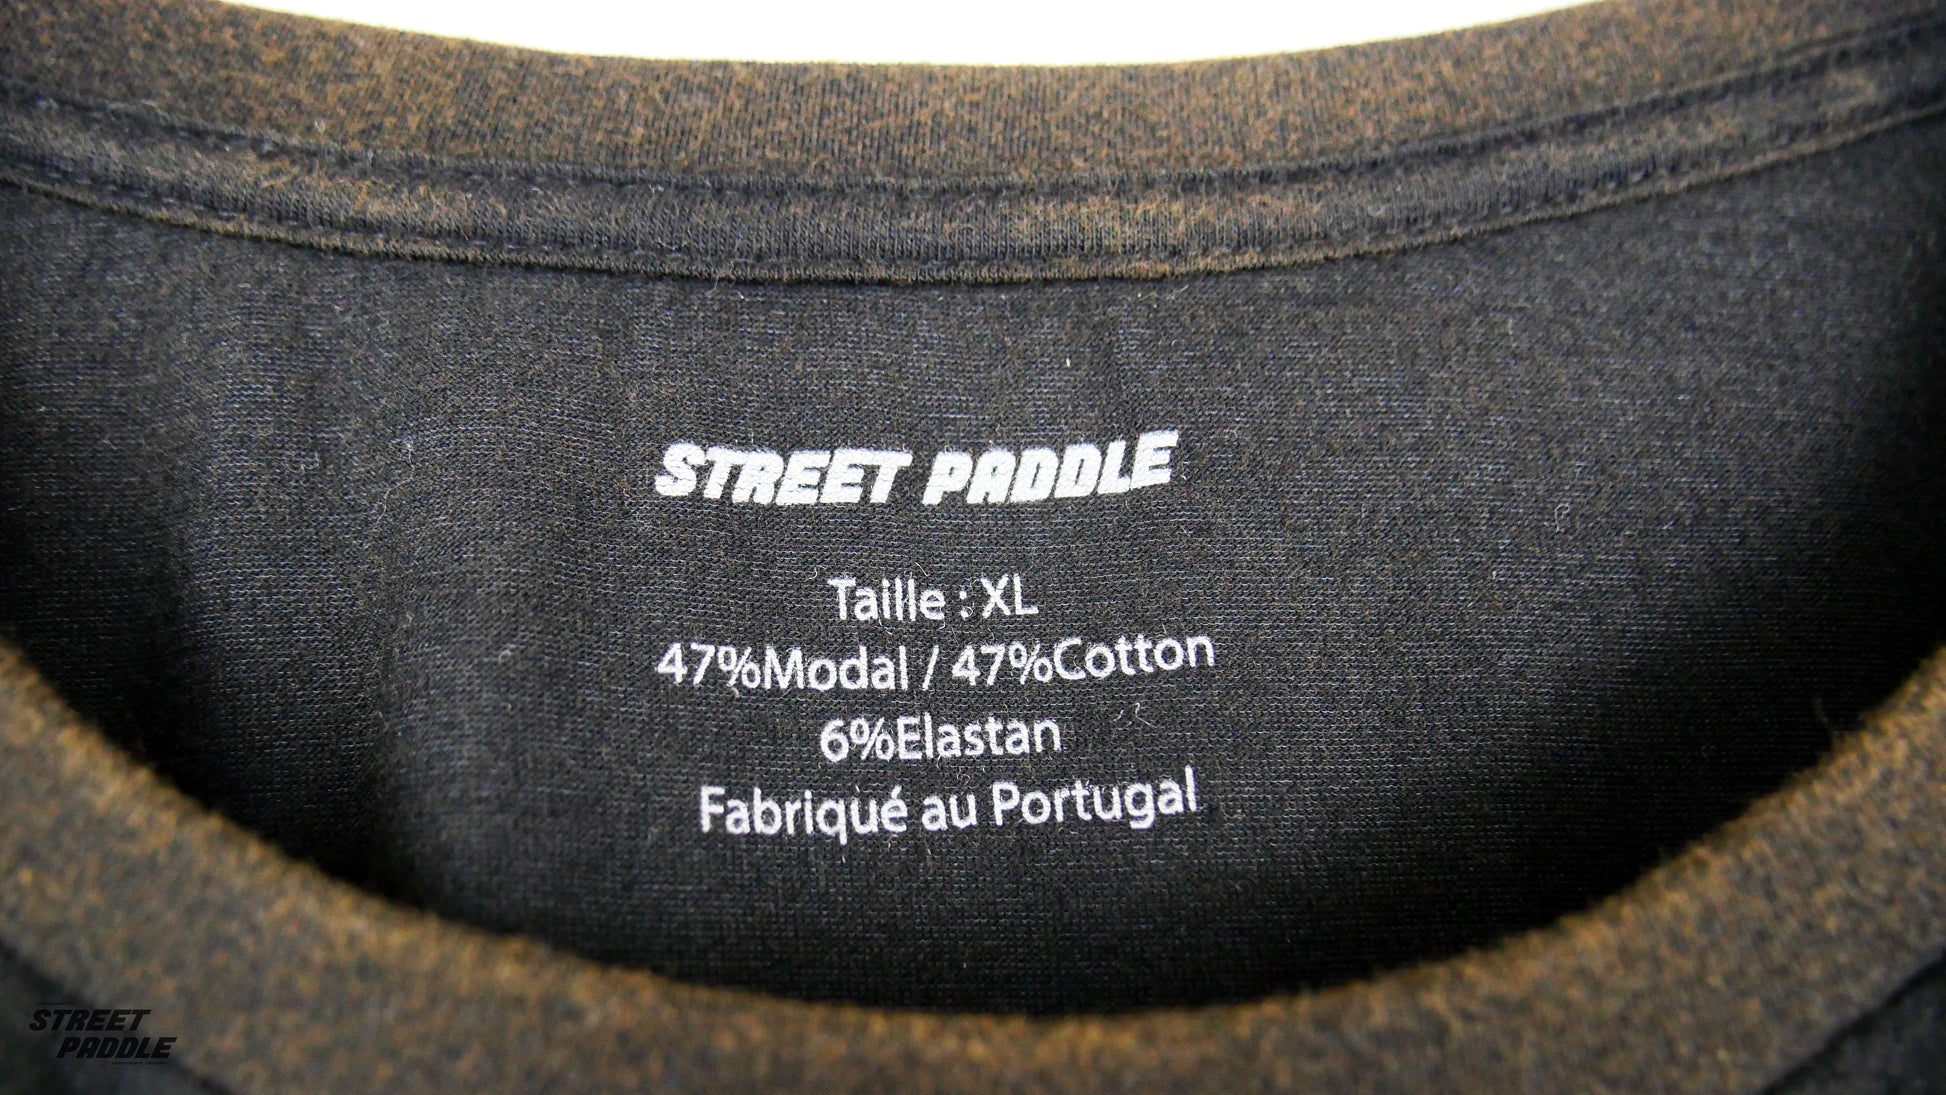 STREET PADDLE
Taille : XL
47%Modal / 47%Cotton
6%Elastan
Fabriqué au Portugal
STREET
PADDLE